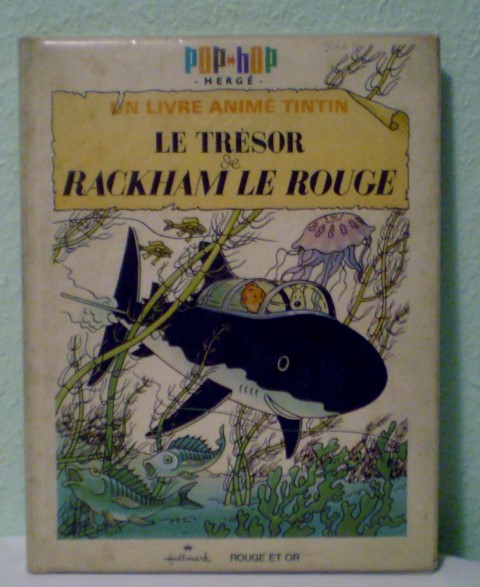 POP-HOP
- HERGÉ -
UN LIVRE ANIMÉ TINTIN
LE TRÉSOR
de
RACKHAM LE ROUGE
Hallmark ROUGE ET OR